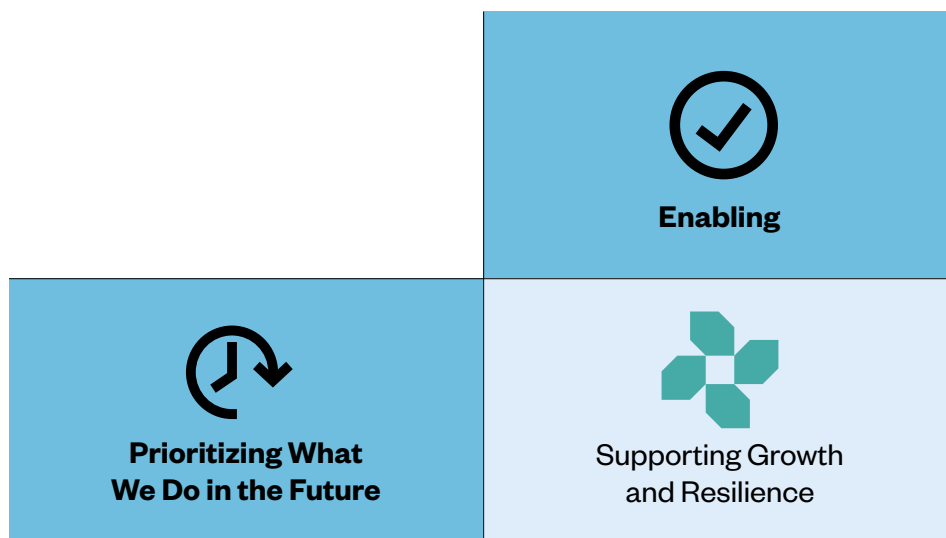 Enabling
Prioritizing What
We Do in the Future
Supporting Growth
and Resilience